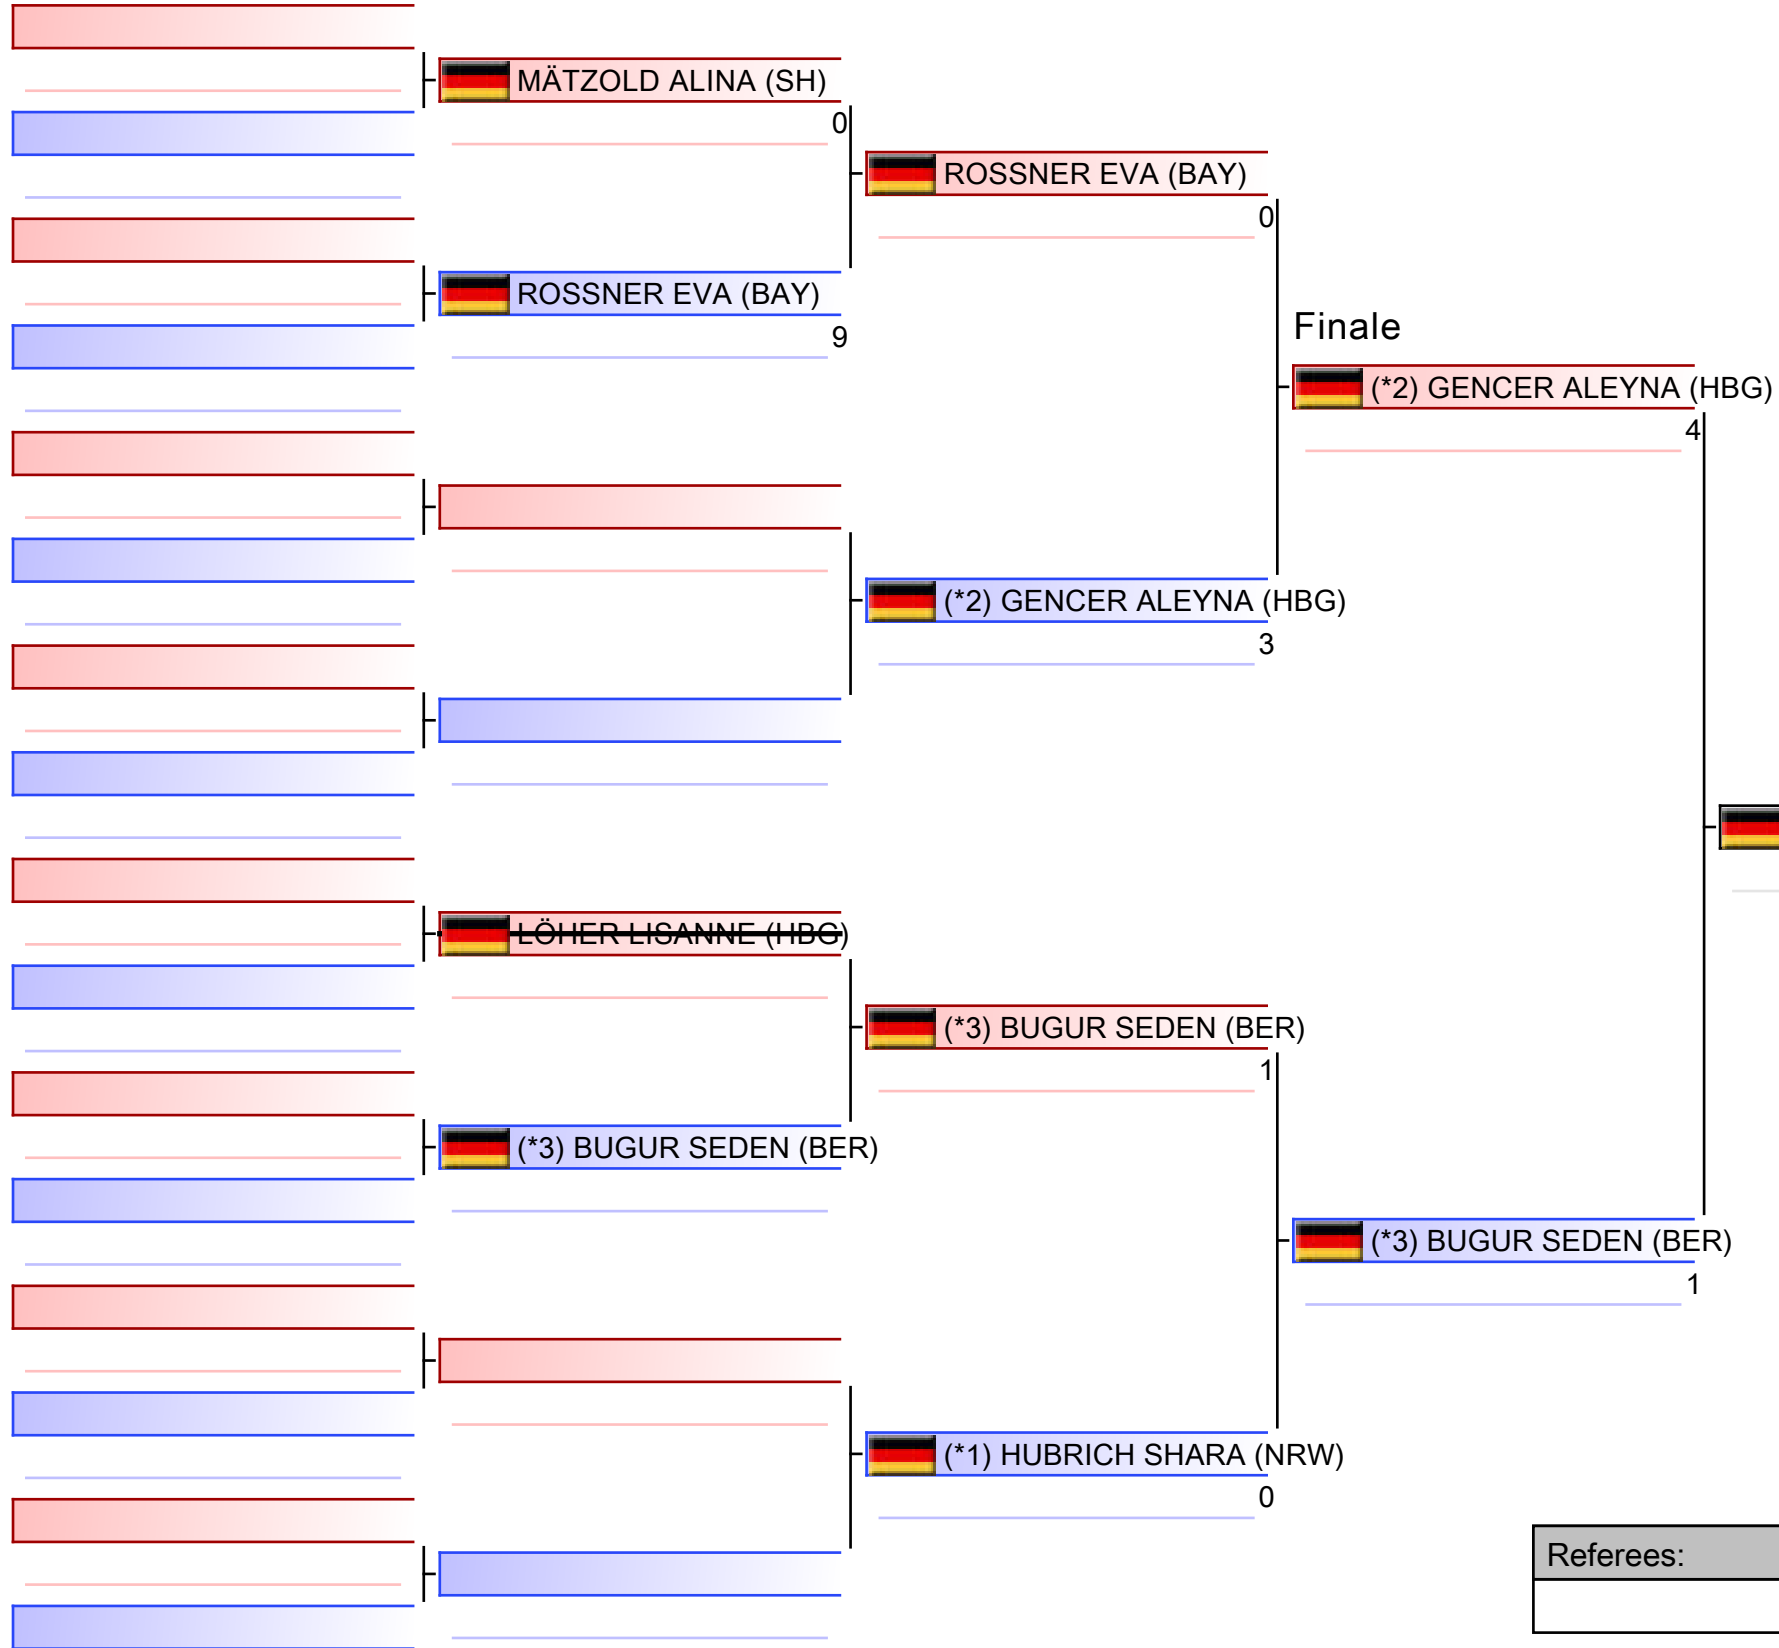 MÄTZOLD ALINA (SH)
0
ROSSNER EVA (BAY)
0
ROSSNER EVA (BAY)
9
Finale
(*2) GENCER ALEYNA (HBG)
4
(*2) GENCER ALEYNA (HBG)
3
LÖHER LISANNE (HBG)
(*3) BUGUR SEDEN (BER)
1
(*3) BUGUR SEDEN (BER)
(*3) BUGUR SEDEN (BER)
1
(*1) HUBRICH SHARA (NRW)
0
Referees: